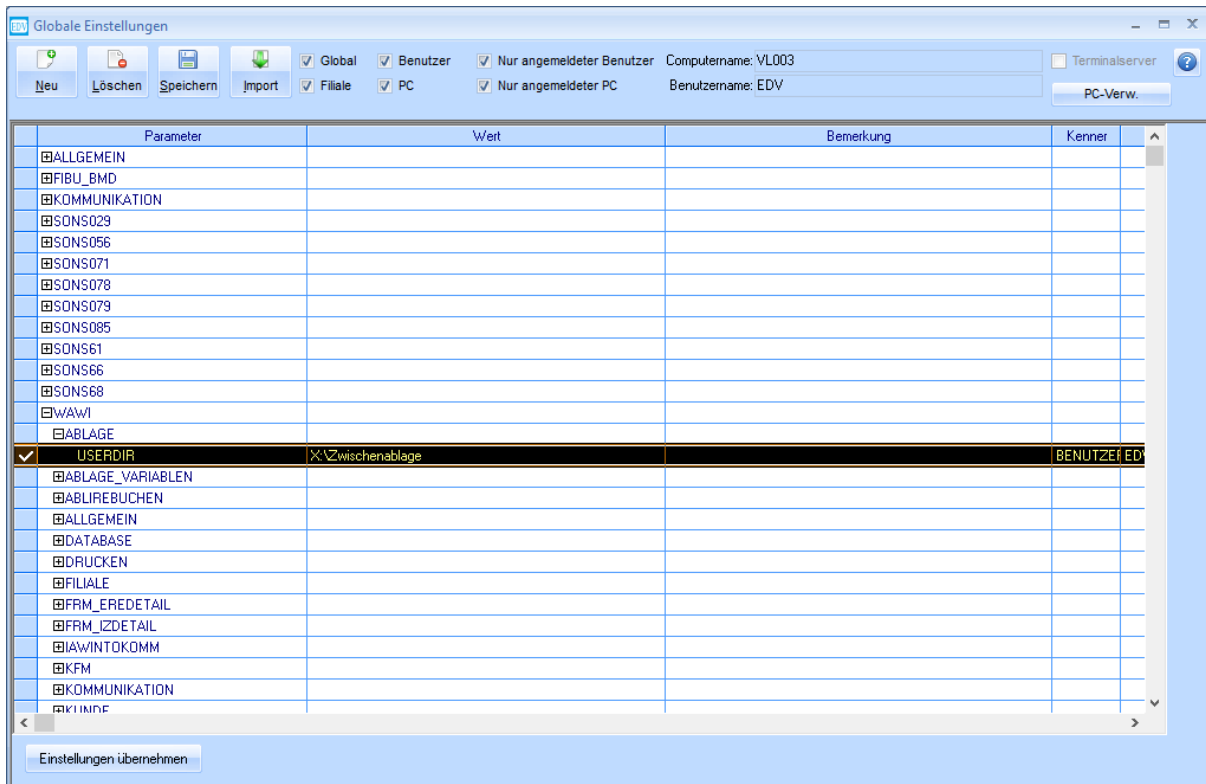 EDV Globale Einstellungen
Neu Löschen Speichern Import
Global Benutzer Nur angemeldeter Benutzer Computername: VL003 Terminalserver
Filiale PC Nur angemeldeter PC Benutzername: EDV PC-Verw.
Parameter Wert Bemerkung Kenner
ALLGEMEIN
FIBU_BMD
KOMMUNIKATION
SONS029
SONS056
SONS071
SONS078
SONS079
SONS085
SONS61
SONS66
SONS68
WAWI
ABLAGE
USERDIR X:\Zwischenablage BENUTZER EDV
ABLAGE_VARIABLEN
ABLIREBUCHEN
ALLGEMEIN
DATABASE
DRUCKEN
FILIALE
FRM_EREDETAIL
FRM_IZDETAIL
IAWINTOKOMM
KFM
KOMMUNIKATION
KUNDE
Einstellungen übernehmen